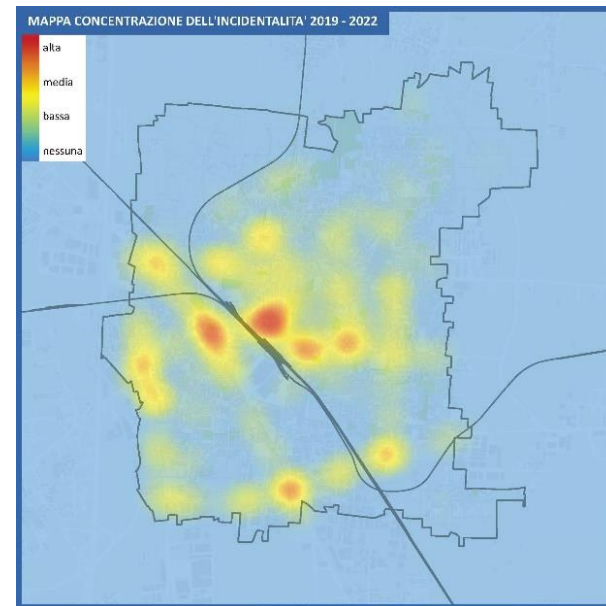 MAPPA CONCENTRAZIONE DELL'INCIDENTALITA' 2019 - 2022
alta
media
bassa
nessuna